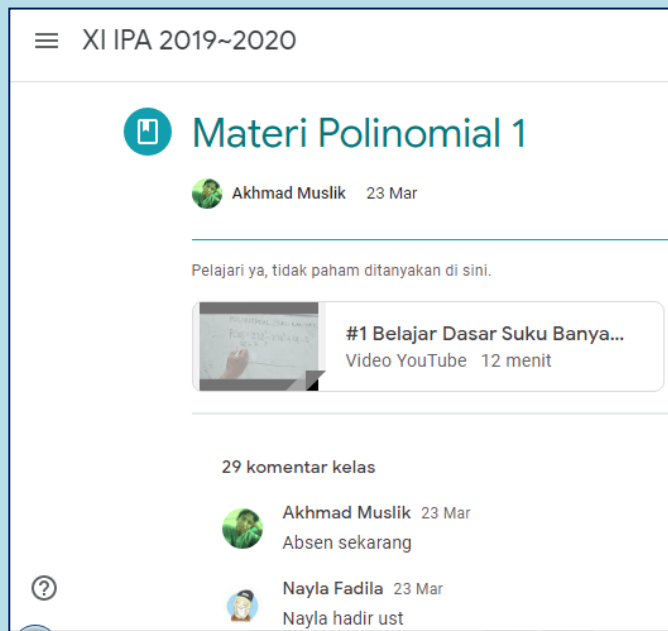 XI IPA 2019~2020
Materi Polinomial 1
Akhmad Muslik 23 Mar
Pelajari ya, tidak paham ditanyakan di sini.
#1 Belajar Dasar Suku Banya...
Video YouTube 12 menit
29 komentar kelas
Akhmad Muslik 23 Mar
Absen sekarang
Nayla Fadila 23 Mar
Nayla hadir ust